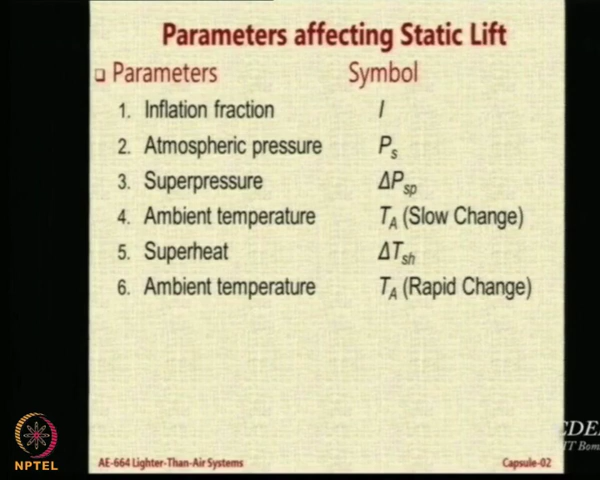 Parameters affecting Static Lift
Parameters Symbol
1. Inflation fraction I
2. Atmospheric pressure Ps
3. Superpressure ΔPsp
4. Ambient temperature TA (Slow Change)
5. Superheat ΔTsh
6. Ambient temperature TA (Rapid Change)
NPTEL
AE-664 Lighter-Than-Air Systems Capsule-02